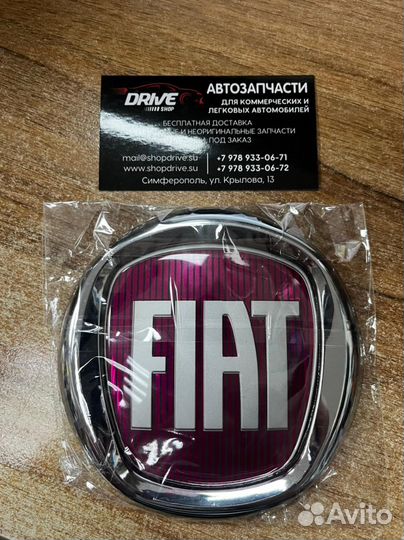 DRIVE
SHOP
АВТОЗАПЧАСТИ
ДЛЯ КОММЕРЧЕСКИХ И
ЛЕГКОВЫХ АВТОМОБИЛЕЙ
БЕСПЛАТНАЯ ДОСТАВКА
И НЕОРИГИНАЛЬНЫЕ ЗАПЧАСТИ
ПОД ЗАКАЗ
mail@shopdrive.su
www.shopdrive.su
+7 978 933-06-71
+7 978 933-06-72
Симферополь, ул. Крылова, 13
FIAT
Avito